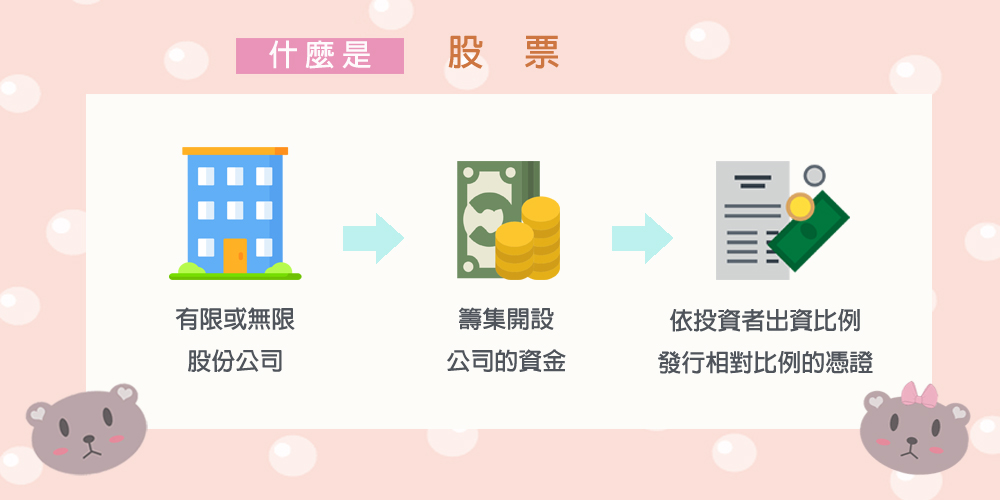 什麼是 股 票
有限或無限
股份公司
籌集開設
公司的資金
依投資者出資比例
發行相對比例的憑證